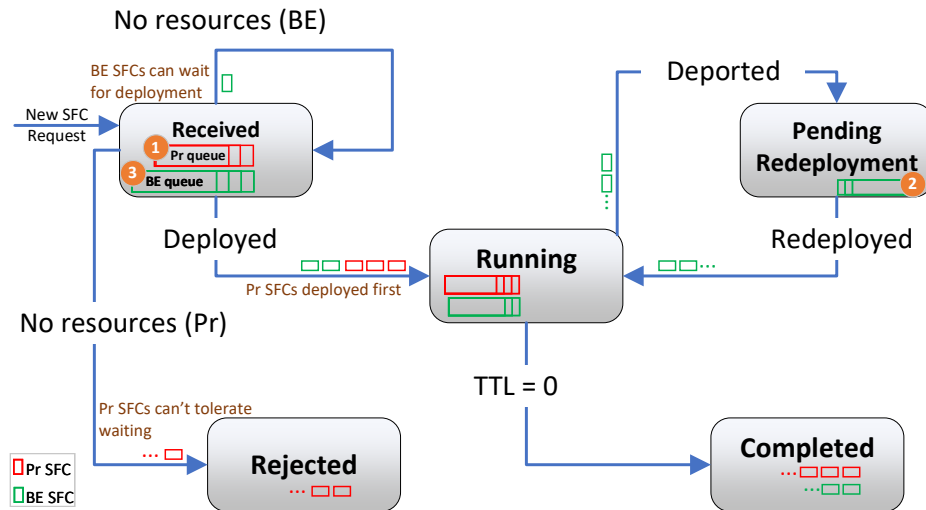 No resources (BE)
BE SFCs can wait
for deployment
Deported
New SFC
Request
Received
1
Pr queue
3
BE queue
Pending
Redeployment
2
Deployed
Running
Redeployed
Pr SFCs deployed first
No resources (Pr)
TTL = 0
Pr SFCs can't tolerate
waiting
Rejected
Completed
Pr SFC
BE SFC